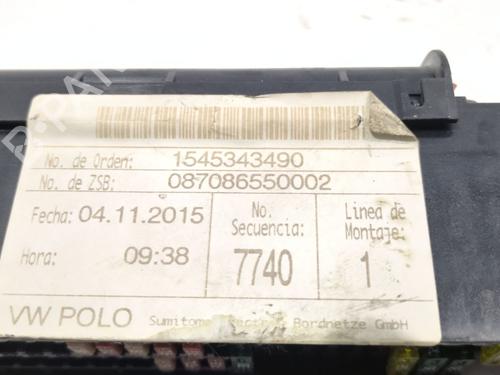 No. de Orden: 1545343490
No. de ZSB: 087086550002
Fecha: 04.11.2015
No. Secuencia:
Linea de Montaje:
Hora: 09:38
7740
1
VW POLO
Bordnetze GmbH